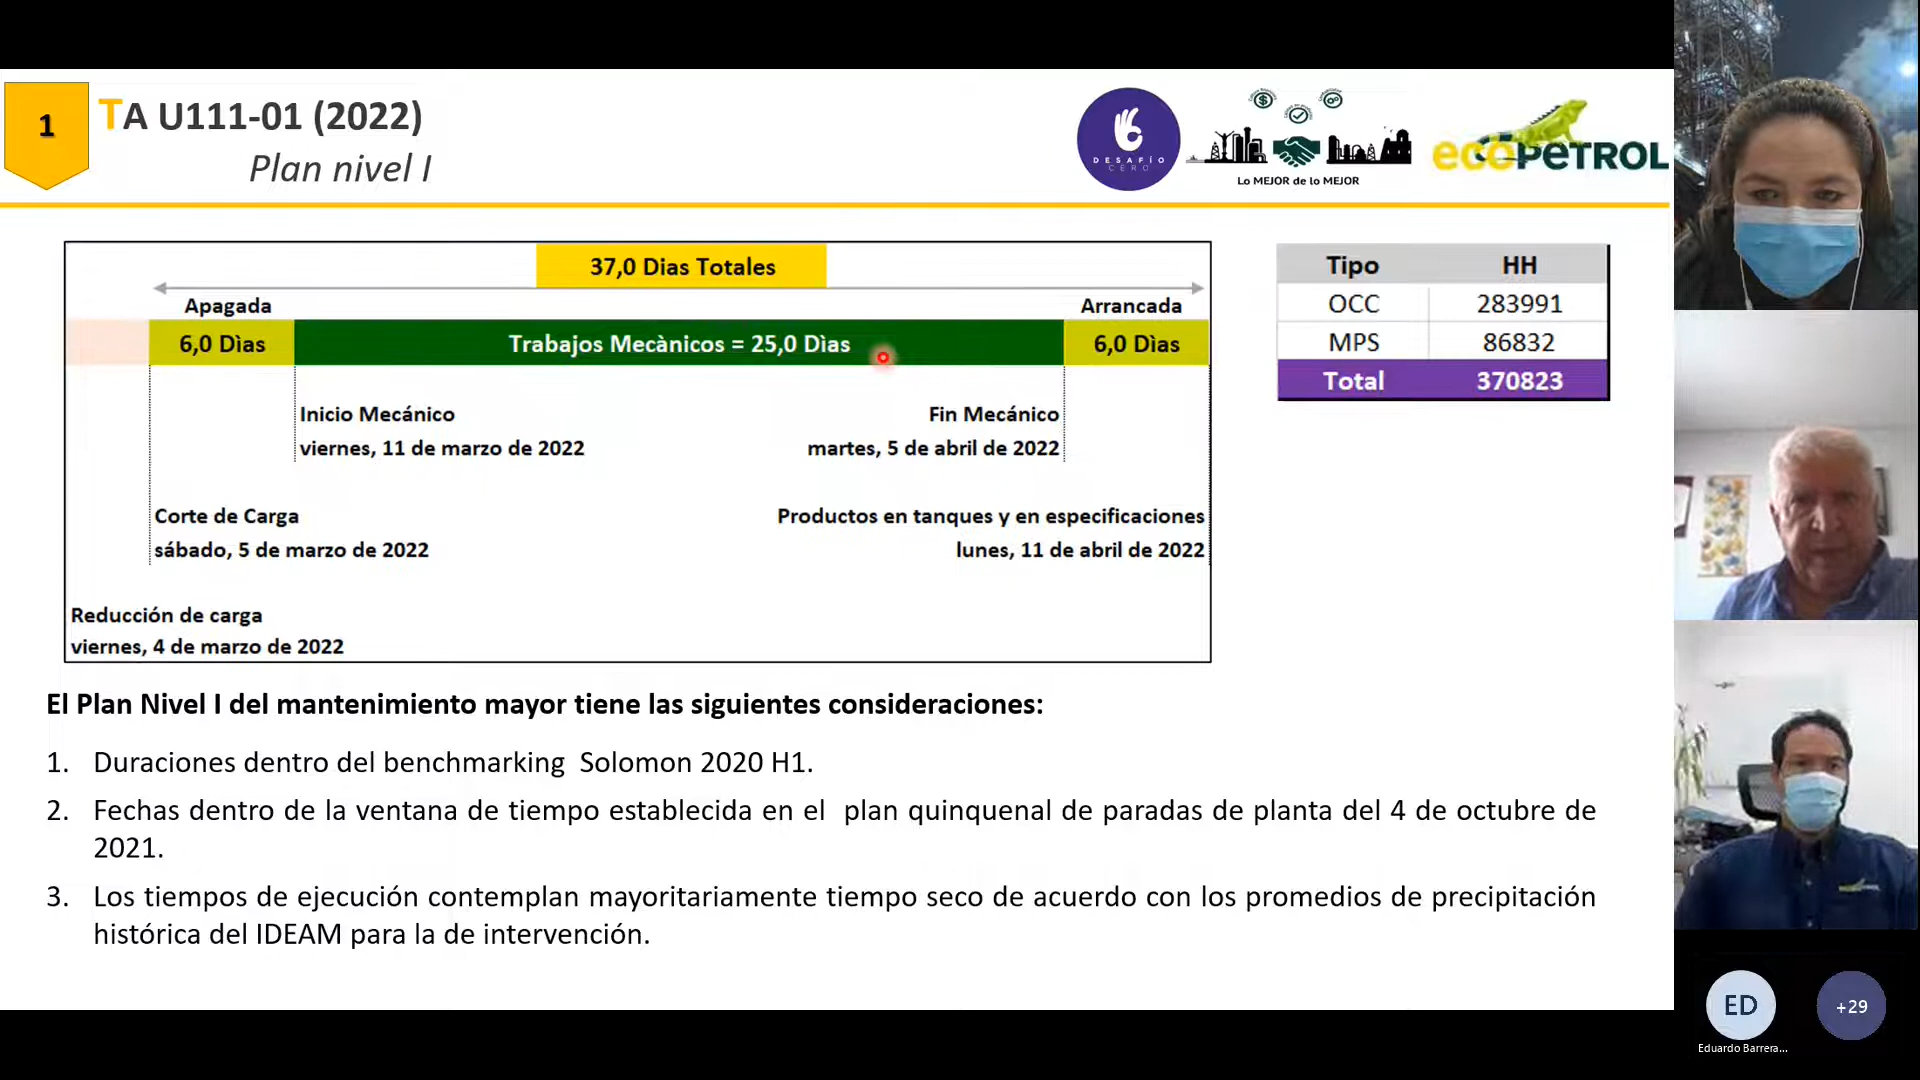 1
TA U111-01 (2022)
Plan nivel I
DESAFÍO
CERO
Lo MEJOR de lo MEJOR
ecoPETROL
37,0 Dias Totales
Apagada
Arrancada
6,0 Dìas
Trabajos Mecànicos = 25,0 Dìas
6,0 Dìas
Inicio Mecánico
viernes, 11 de marzo de 2022
Fin Mecánico
martes, 5 de abril de 2022
Corte de Carga
sábado, 5 de marzo de 2022
Productos en tanques y en especificaciones
lunes, 11 de abril de 2022
Reducción de carga
viernes, 4 de marzo de 2022
Tipo HH
OCC 283991
MPS 86832
Total 370823
El Plan Nivel I del mantenimiento mayor tiene las siguientes consideraciones:
1. Duraciones dentro del benchmarking Solomon 2020 H1.
2. Fechas dentro de la ventana de tiempo establecida en el plan quinquenal de paradas de planta del 4 de octubre de
2021.
3. Los tiempos de ejecución contemplan mayoritariamente tiempo seco de acuerdo con los promedios de precipitación
histórica del IDEAM para la de intervención.
ED
+29
Eduardo Barrera...